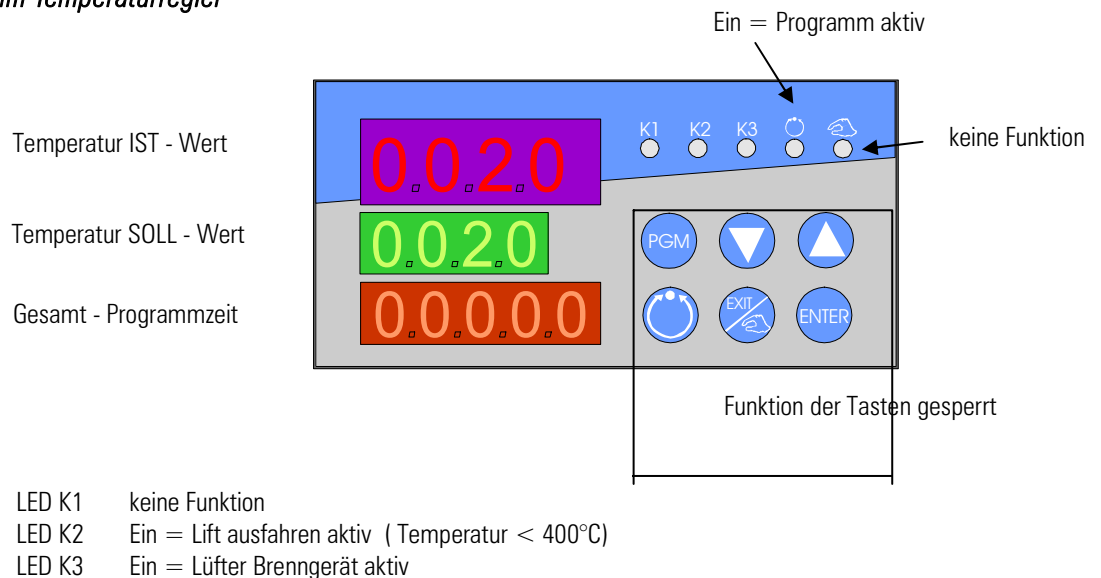 Temperaturregler
Ein = Programm aktiv
K1 K2 K3
keine Funktion
Temperatur IST - Wert
0.0.2.0
Temperatur SOLL - Wert
0.0.2.0
Gesamt - Programmzeit
0.0.0.0.0
PGM
EXIT
ENTER
Funktion der Tasten gesperrt
LED K1 keine Funktion
LED K2 Ein = Lift ausfahren aktiv ( Temperatur < 400°C)
LED K3 Ein = Lüfter Brenngerät aktiv